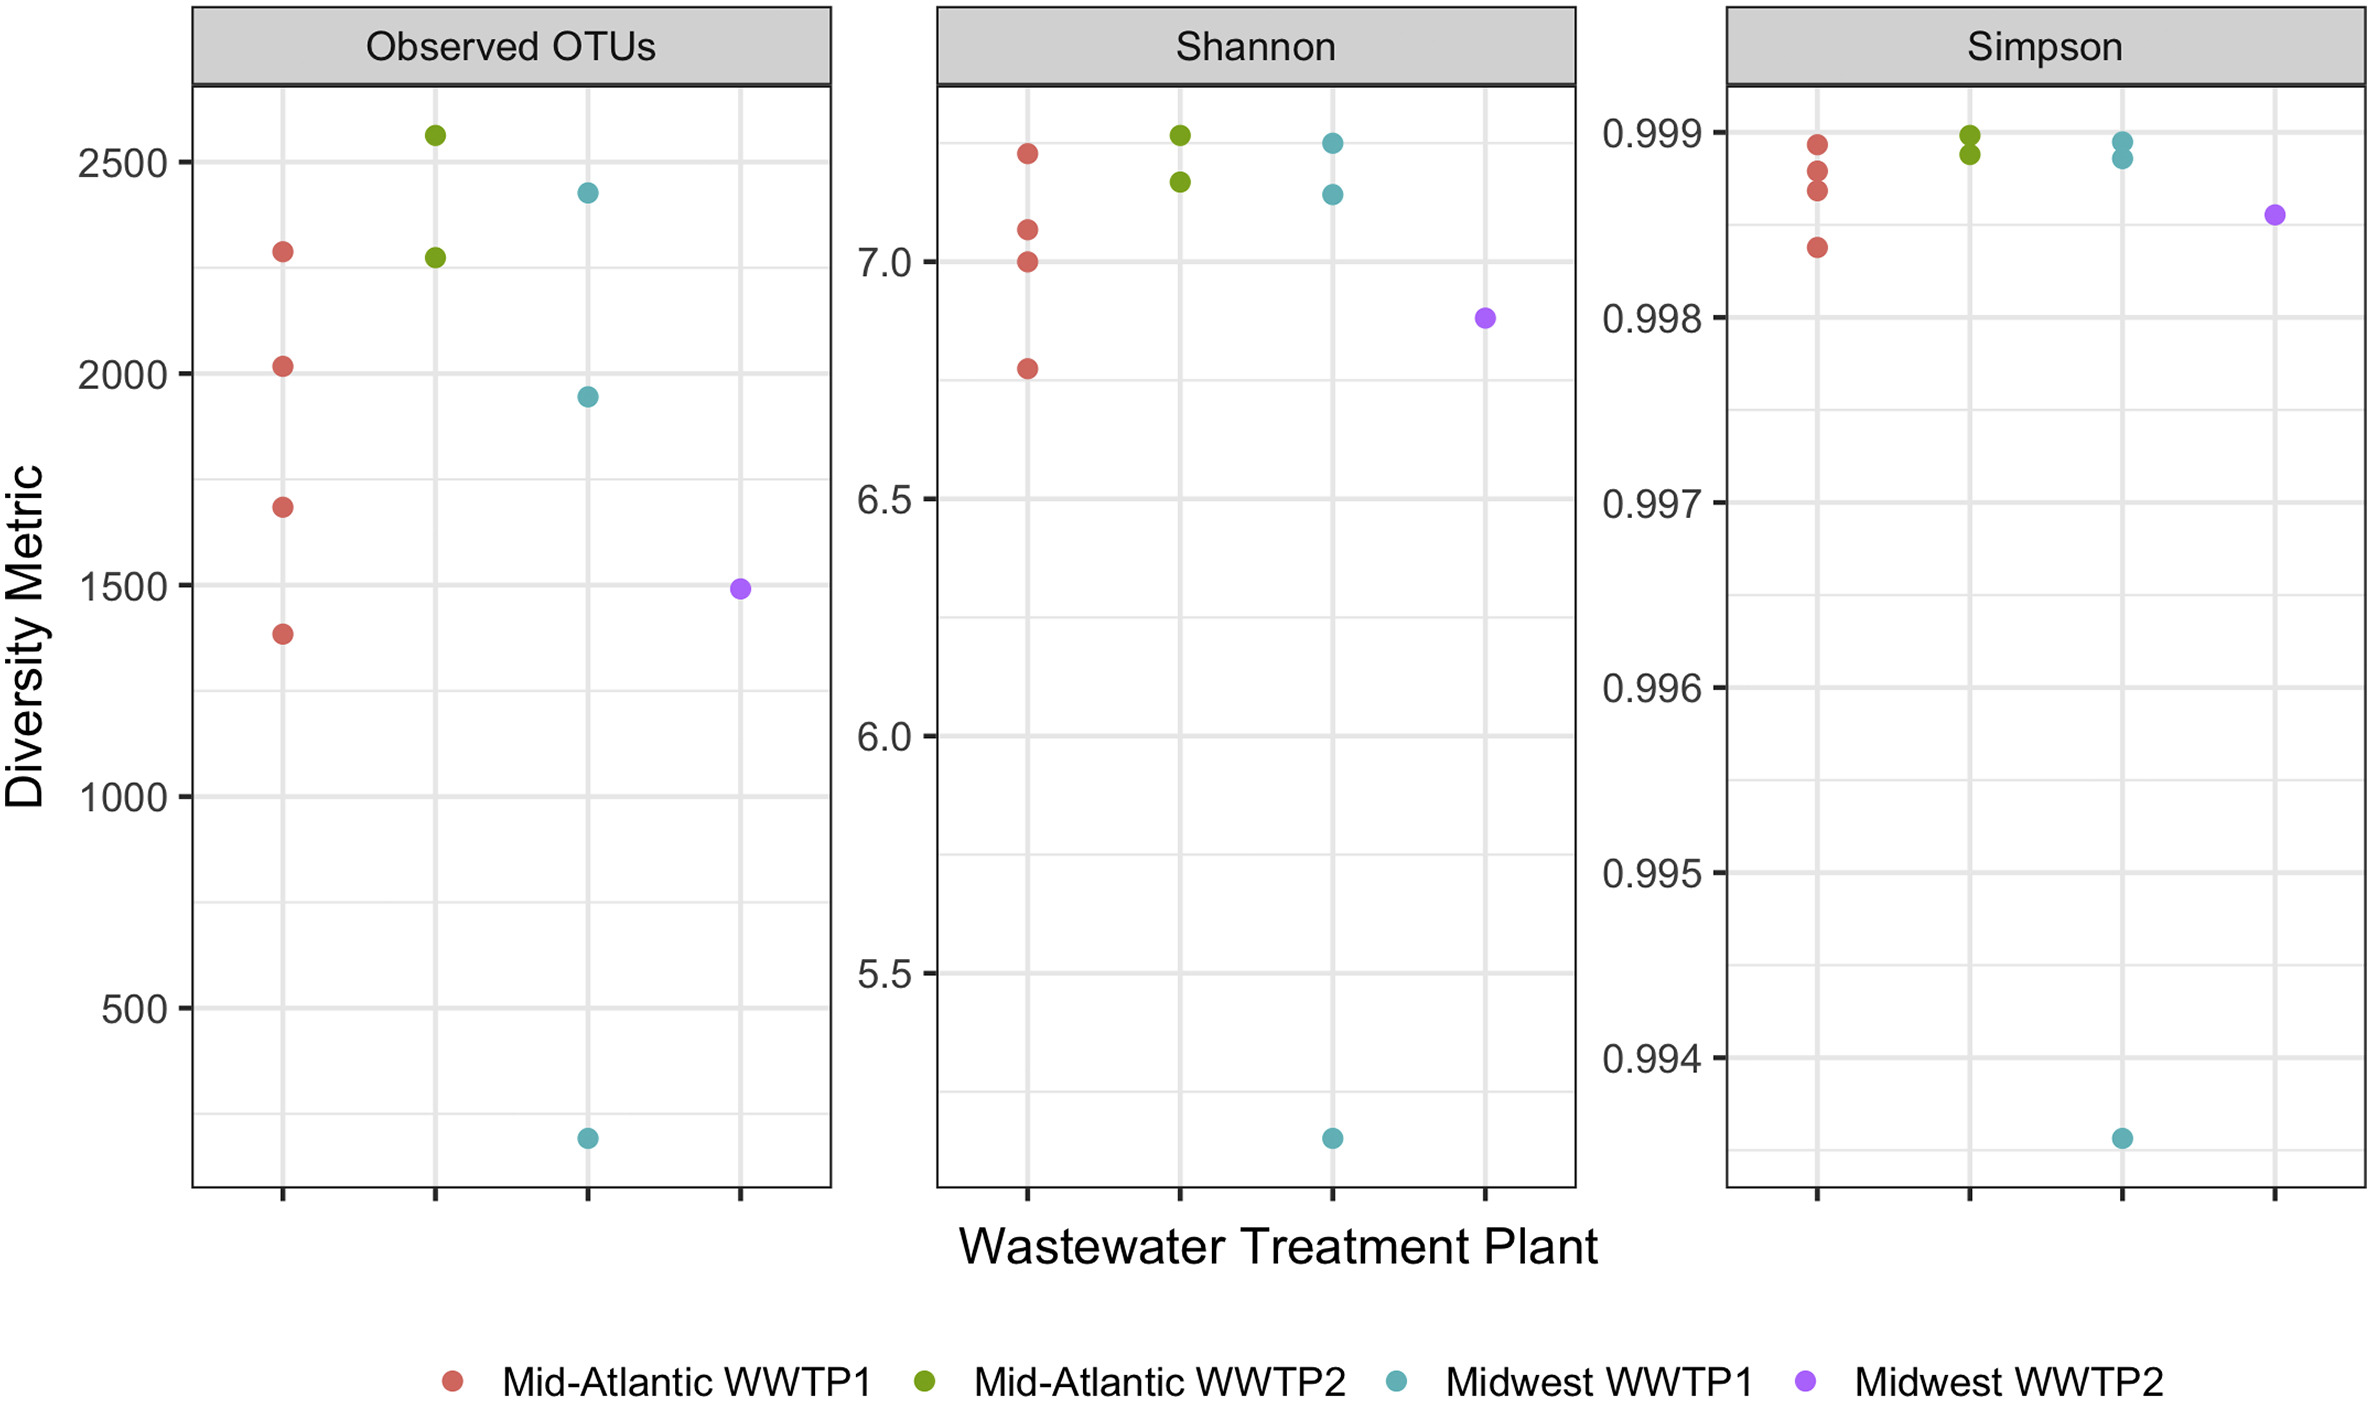 Observed OTUs
Shannon
Simpson
Diversity Metric
2500
2000
1500
1000
500
7.0
6.5
6.0
5.5
0.999
0.998
0.997
0.996
0.995
0.994
Wastewater Treatment Plant
Mid-Atlantic WWTP1 Mid-Atlantic WWTP2 Midwest WWTP1 Midwest WWTP2